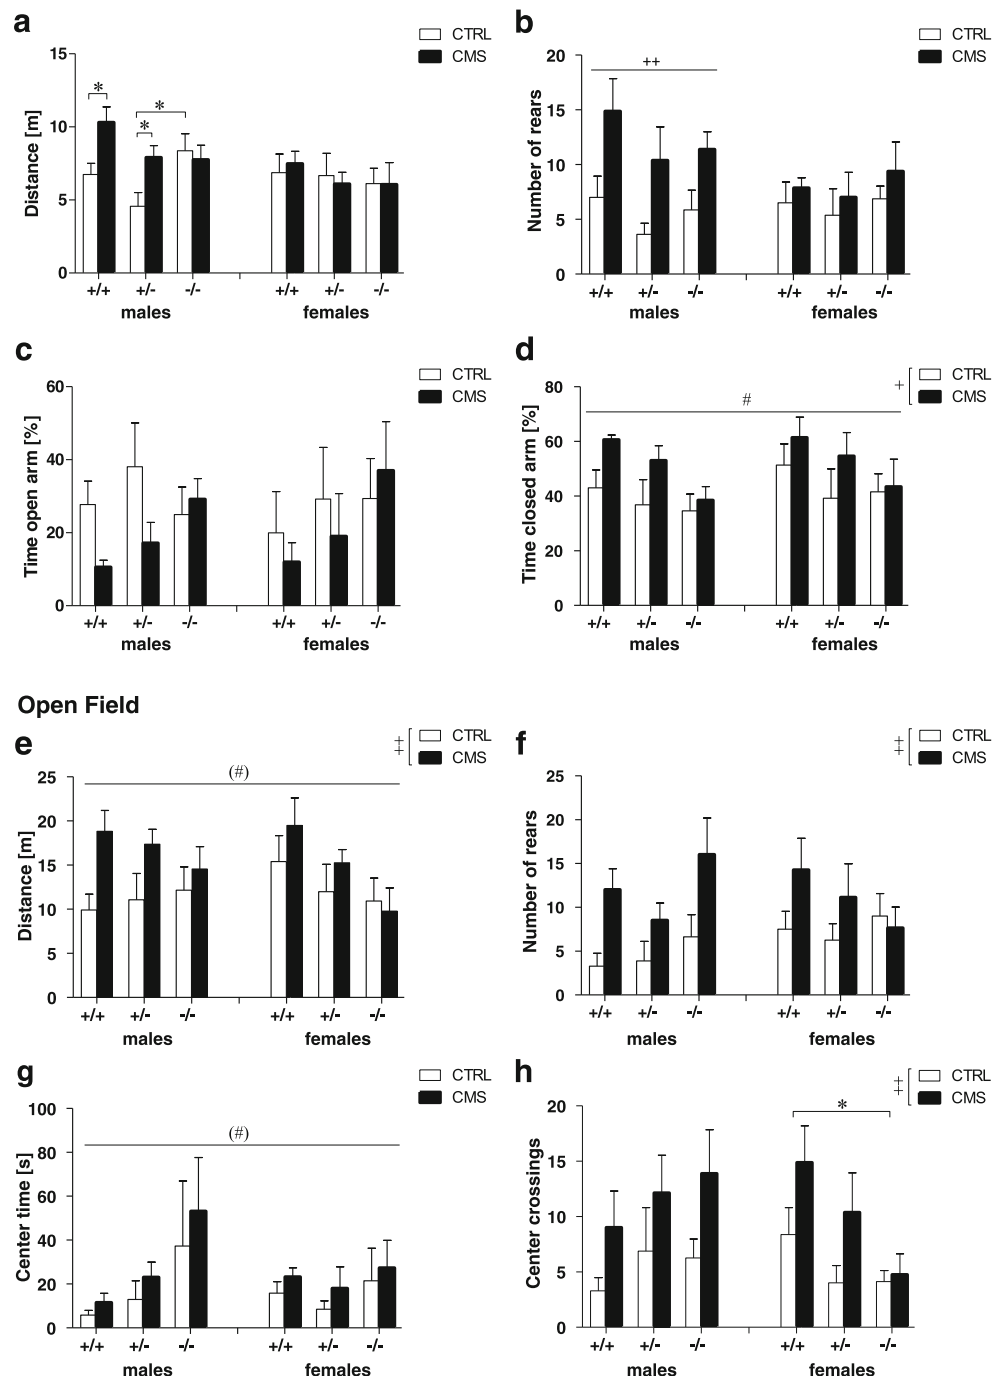 a
CTRL
CMS
Distance [m]
15
10
5
0
*
*
*
+/+
+/-
-/-
+/+
+/-
-/-
males
females
b
CTRL
CMS
Number of rears
20
15
10
5
0
++
+/+
+/-
-/-
+/+
+/-
-/-
males
females
c
CTRL
CMS
Time open arm [%]
60
40
20
0
+/+
+/-
-/-
+/+
+/-
-/-
males
females
d
+
CTRL
CMS
Time closed arm [%]
80
60
40
20
0
#
+/+
+/-
-/-
+/+
+/-
-/-
males
females
Open Field
e
++
CTRL
CMS
Distance [m]
25
20
15
10
5
0
(#)
+/+
+/-
-/-
+/+
+/-
-/-
males
females
f
++
CTRL
CMS
Number of rears
25
20
15
10
5
0
+/+
+/-
-/-
+/+
+/-
-/-
males
females
g
CTRL
CMS
Center time [s]
100
80
60
40
20
0
(#)
+/+
+/-
-/-
+/+
+/-
-/-
males
females
h
++
CTRL
CMS
Center crossings
20
15
10
5
0
*
+/+
+/-
-/-
+/+
+/-
-/-
males
females